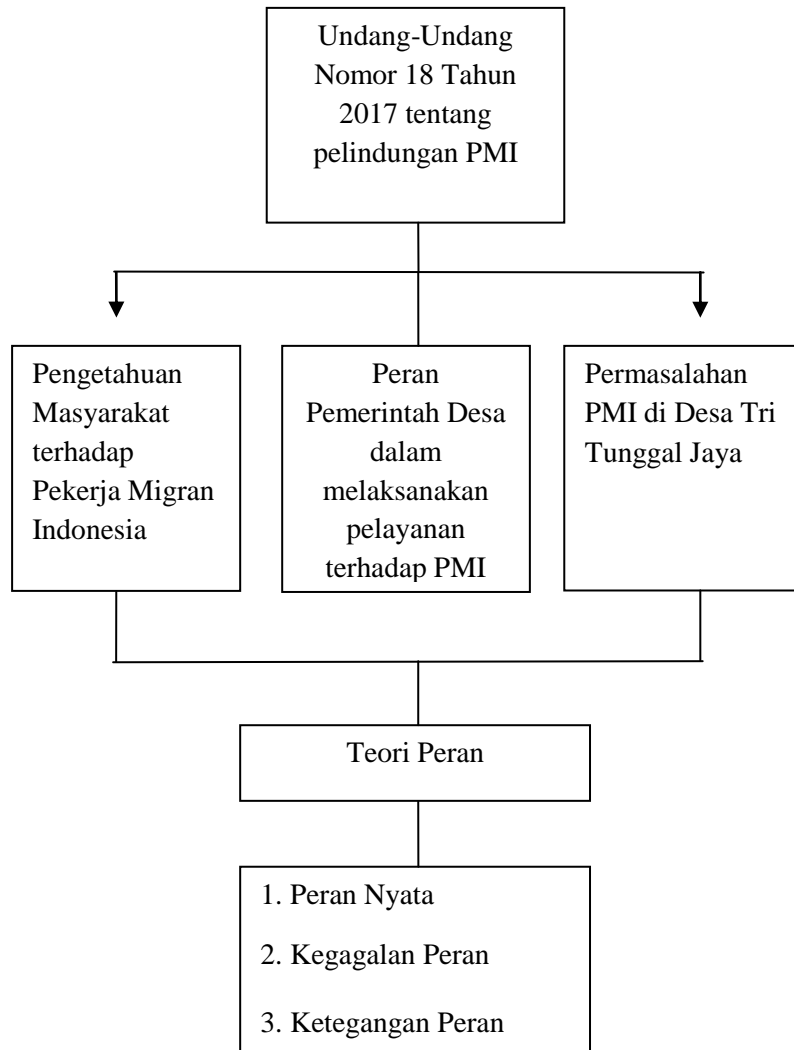 Undang-Undang
Nomor 18 Tahun
2017 tentang
pelindungan PMI
Pengetahuan
Masyarakat
terhadap
Pekerja Migran
Indonesia
Peran
Pemerintah Desa
dalam
melaksanakan
pelayanan
terhadap PMI
Permasalahan
PMI di Desa Tri
Tunggal Jaya
Teori Peran
1. Peran Nyata
2. Kegagalan Peran
3. Ketegangan Peran